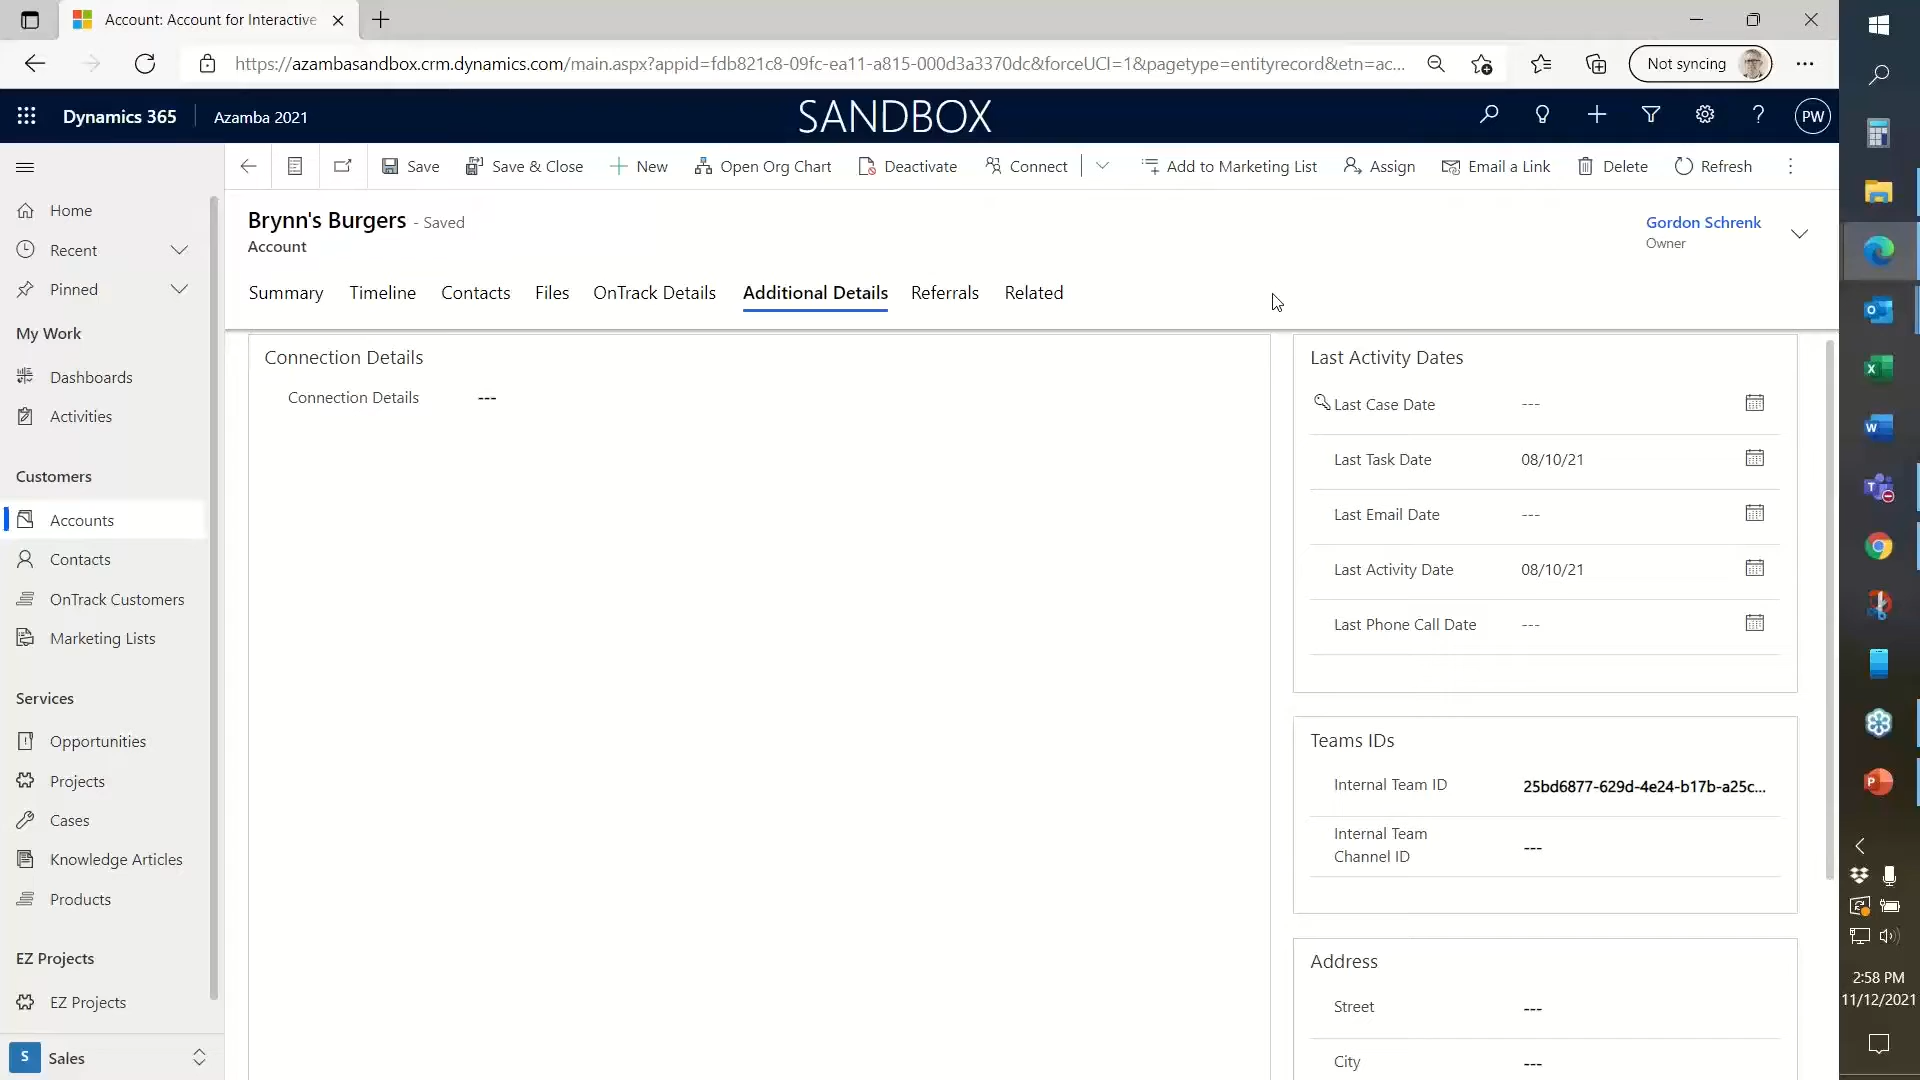 Account: Account for Interactive
https://azambasandbox.crm.dynamics.com/main.aspx?appid=fdb821c8-09fc-ea11-a815-000d3a3370dc&forceUCI=1&pagetype=entityrecord&etn=ac...
Not syncing
Dynamics 365
Azamba 2021
SANDBOX
PW
Save
Save & Close
New
Open Org Chart
Deactivate
Connect
Add to Marketing List
Assign
Email a Link
Delete
Refresh
Home
Recent
Pinned
My Work
Dashboards
Activities
Customers
Accounts
Contacts
OnTrack Customers
Marketing Lists
Services
Opportunities
Projects
Cases
Knowledge Articles
Products
EZ Projects
EZ Projects
S Sales
Brynn's Burgers - Saved
Account
Gordon Schrenk
Owner
Summary Timeline Contacts Files OnTrack Details Additional Details Referrals Related
Connection Details
Connection Details ---
Last Activity Dates
Last Case Date ---
Last Task Date 08/10/21
Last Email Date ---
Last Activity Date 08/10/21
Last Phone Call Date ---
Teams IDs
Internal Team ID 25bd6877-629d-4e24-b17b-a25c...
Internal Team
Channel ID ---
Address
Street ---
City ---
2:58 PM
11/12/2021